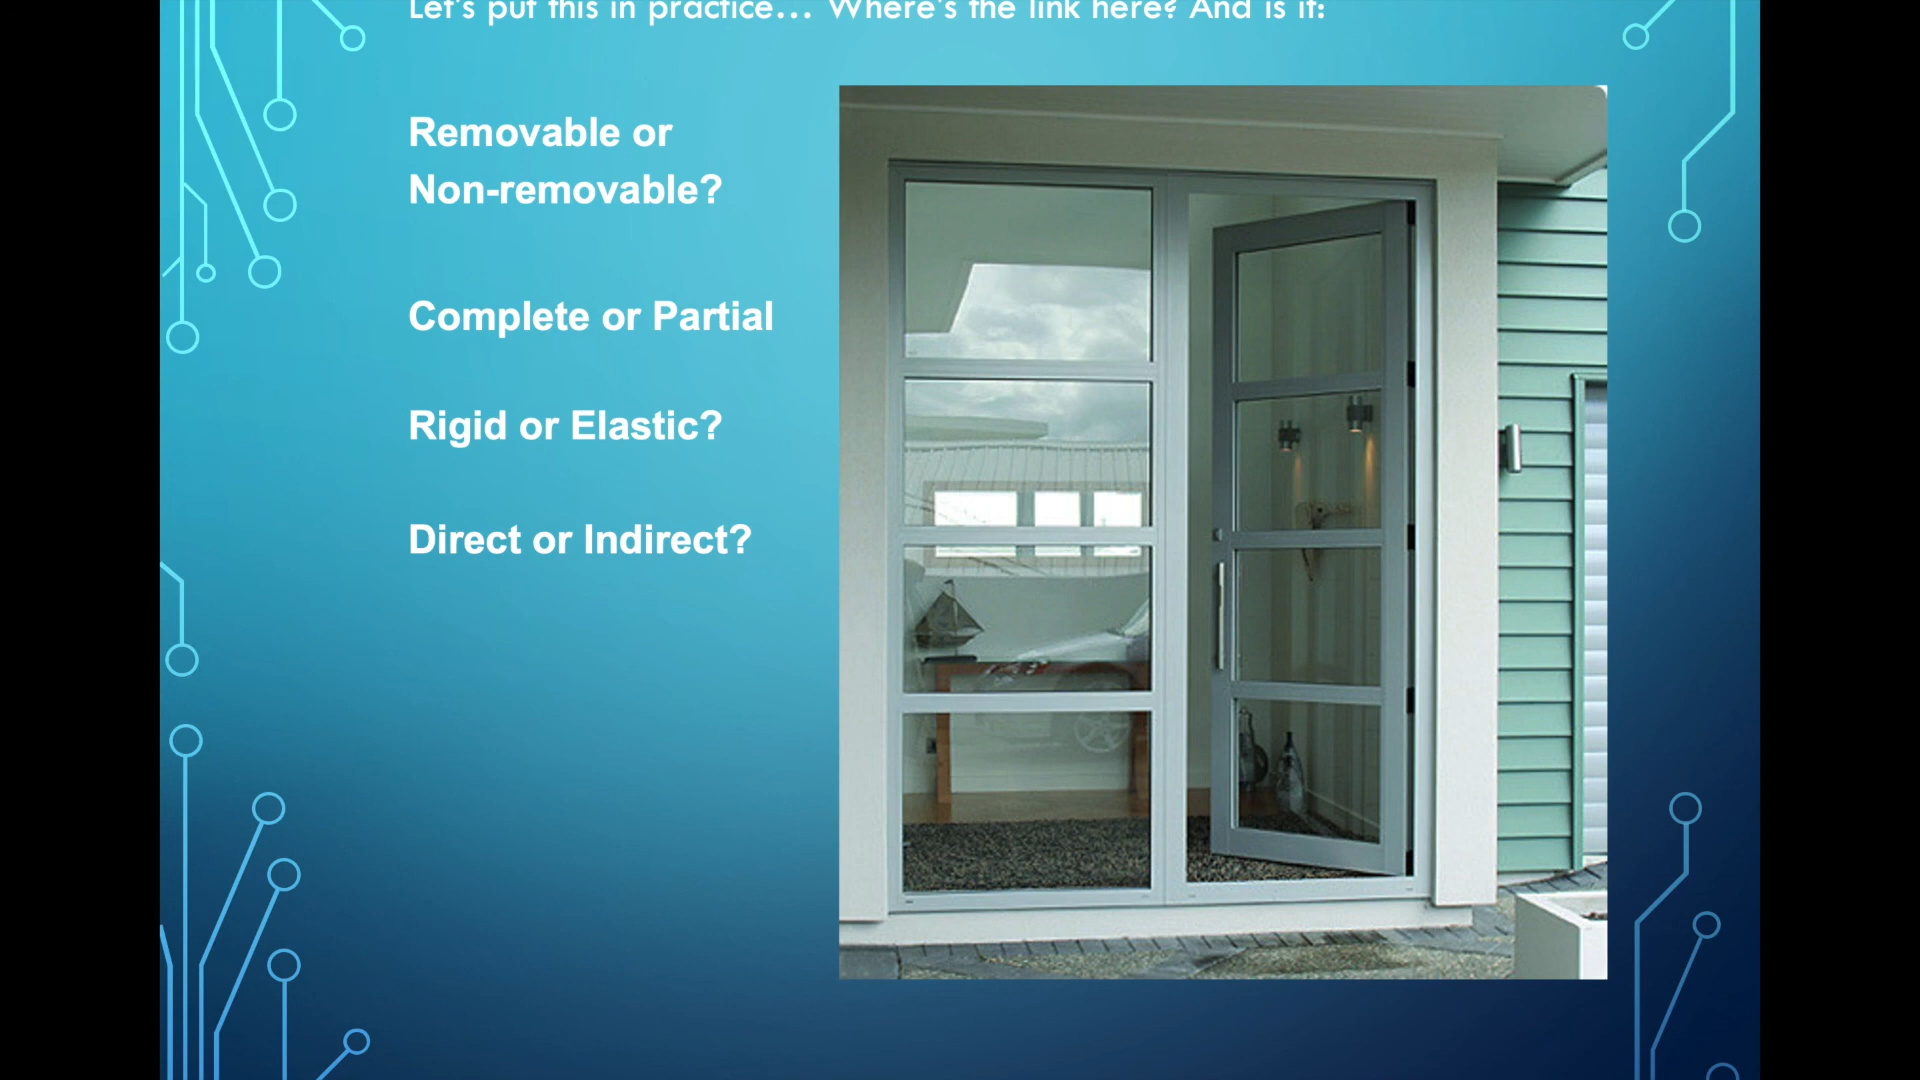 Let's put this in practice... Where's the link here? And is it:
Removable or
Non-removable?
Complete or Partial
Rigid or Elastic?
Direct or Indirect?